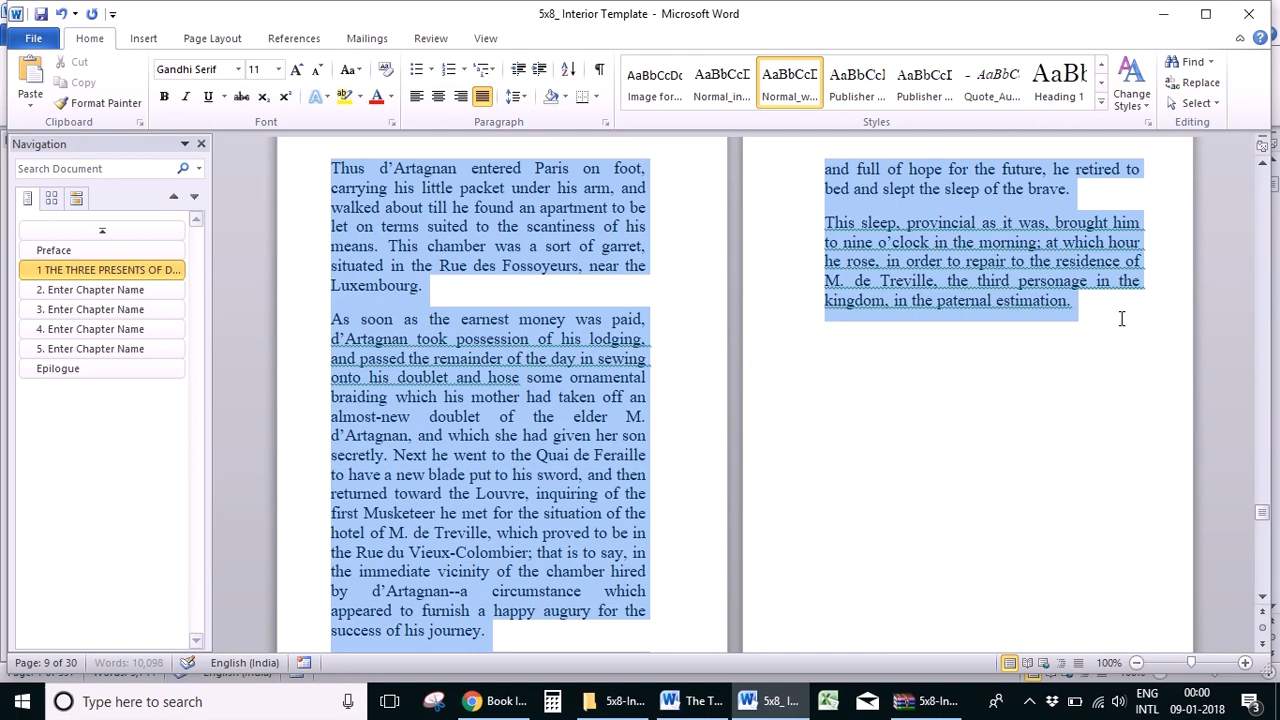 5x8_ Interior Template - Microsoft Word
File Home Insert Page Layout References Mailings Review View
Cut
Copy
Format Painter
Paste
Clipboard
Gandhi Serif 11
Font
Paragraph
AaBbCcDc AaBbCcI AaBbCcI AaBbCcJ AaBbCcI - AaBbC AaBb
Image for... Normal_in... Normal_w... Publisher ... Publisher ... Quote_Au... Heading 1
Change
Styles
Styles
Find
Replace
Select
Editing
Navigation
Search Document
Preface
1 THE THREE PRESENTS OF D...
2. Enter Chapter Name
3. Enter Chapter Name
4. Enter Chapter Name
5. Enter Chapter Name
Epilogue
Thus d’Artagnan entered Paris on foot,
carrying his little packet under his arm, and
walked about till he found an apartment to be
let on terms suited to the scantiness of his
means. This chamber was a sort of garret,
situated in the Rue des Fossoyeurs, near the
Luxembourg.
As soon as the earnest money was paid,
d’Artagnan took possession of his lodging,
and passed the remainder of the day in sewing
onto his doublet and hose some ornamental
braiding which his mother had taken off an
almost-new doublet of the elder M.
d’Artagnan, and which she had given her son
secretly. Next he went to the Quai de Feraille
to have a new blade put to his sword, and then
returned toward the Louvre, inquiring of the
first Musketeer he met for the situation of the
hotel of M. de Treville, which proved to be in
the Rue du Vieux-Colombier; that is to say, in
the immediate vicinity of the chamber hired
by d’Artagnan--a circumstance which
appeared to furnish a happy augury for the
success of his journey.
and full of hope for the future, he retired to
bed and slept the sleep of the brave.
This sleep, provincial as it was, brought him
to nine o’clock in the morning; at which hour
he rose, in order to repair to the residence of
M. de Treville, the third personage in the
kingdom, in the paternal estimation.
Page: 9 of 30 Words: 10,098 English (India) 100%
Type here to search
Book I...
5x8-In...
The T...
5x8_ I...
5x8-In...
ENG
INTL
00:00
09-01-2018
3